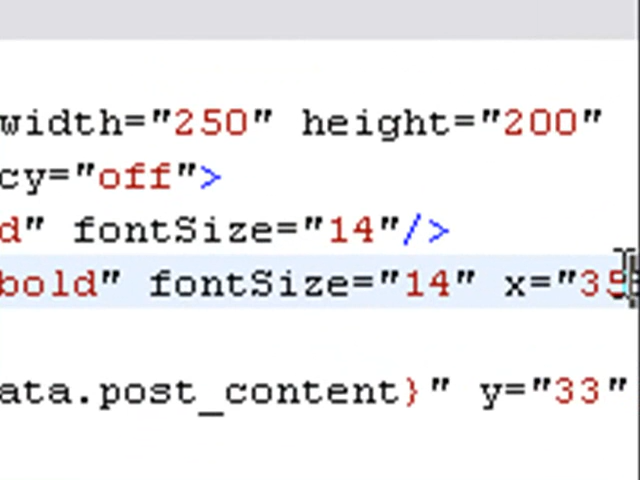 width="250" height="200"
cy="off">
d" fontSize="14"/>
bold" fontSize="14" x="35
ata.post_content}" y="33"